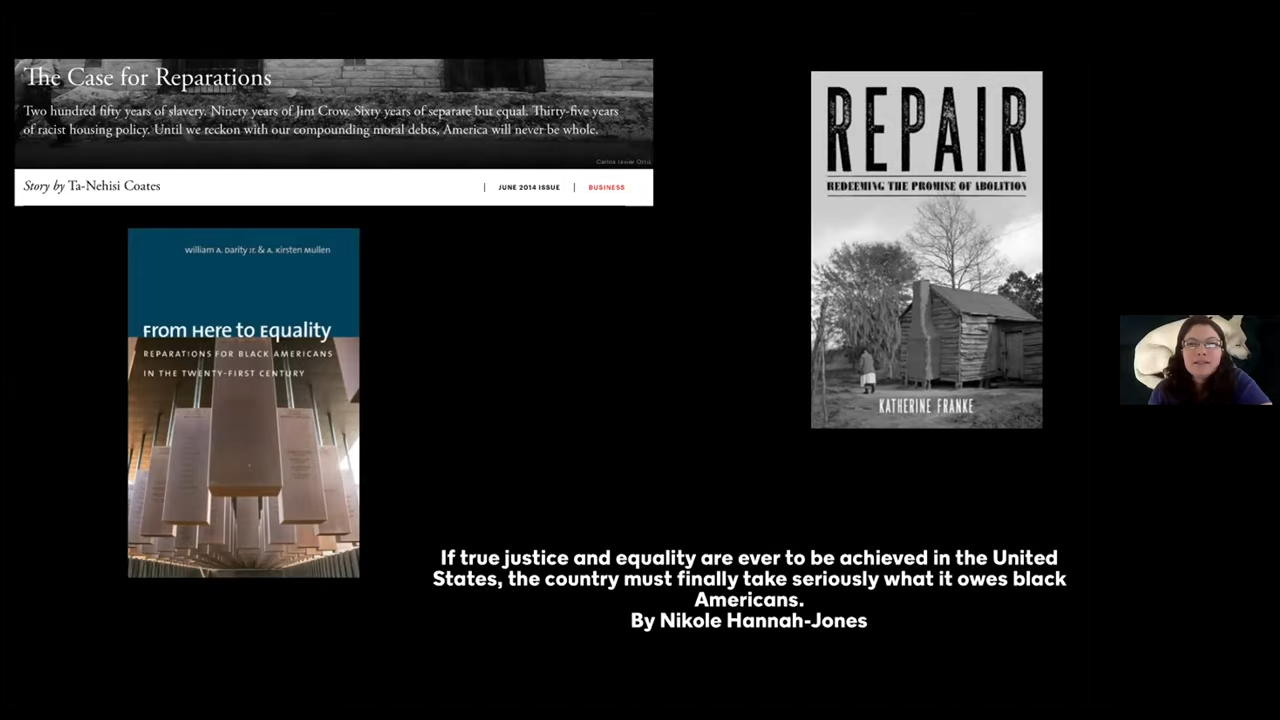 The Case for Reparations
Two hundred fifty years of slavery. Ninety years of Jim Crow. Sixty years of separate but equal. Thirty-five years
of racist housing policy. Until we reckon with our compounding moral debts, America will never be whole.
Carlos Javier Ortiz
Story by Ta-Nehisi Coates | JUNE 2014 ISSUE | BUSINESS
William A. Darity Jr. & A. Kirsten Mullen
From Here to Equality
REPARATIONS FOR BLACK AMERICANS
IN THE TWENTY-FIRST CENTURY
REPAIR
REDEEMING THE PROMISE OF ABOLITION
KATHERINE FRANKE
If true justice and equality are ever to be achieved in the United
States, the country must finally take seriously what it owes black
Americans.
By Nikole Hannah-Jones